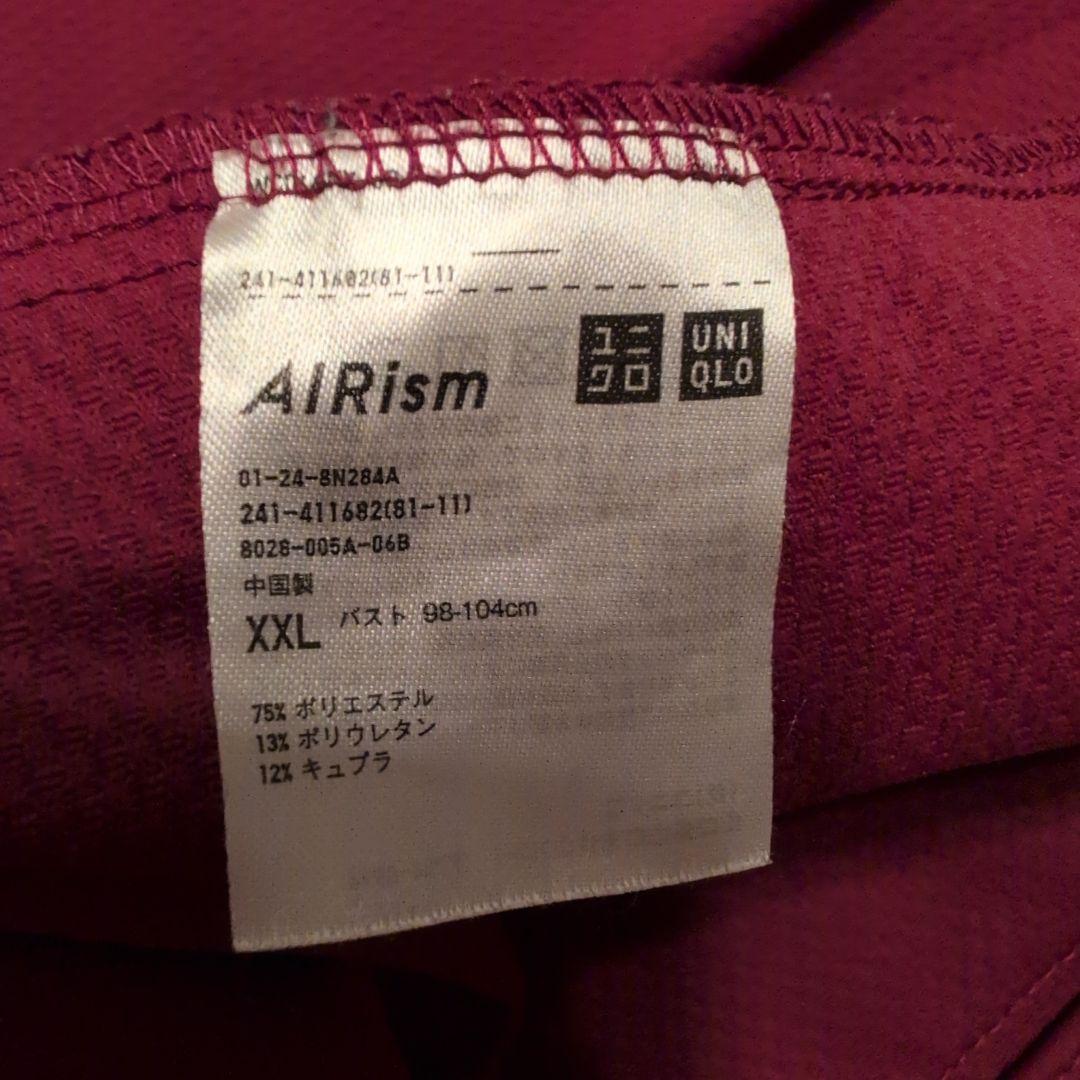 241-411682(81-11)
AIRism
ユニ
クロ
UNI
QLO
01-24-8N284A
241-411682(81-11)
8028-005A-06B
中国製
XXL バスト 98-104cm
75% ポリエステル
13% ポリウレタン
12% キュプラ